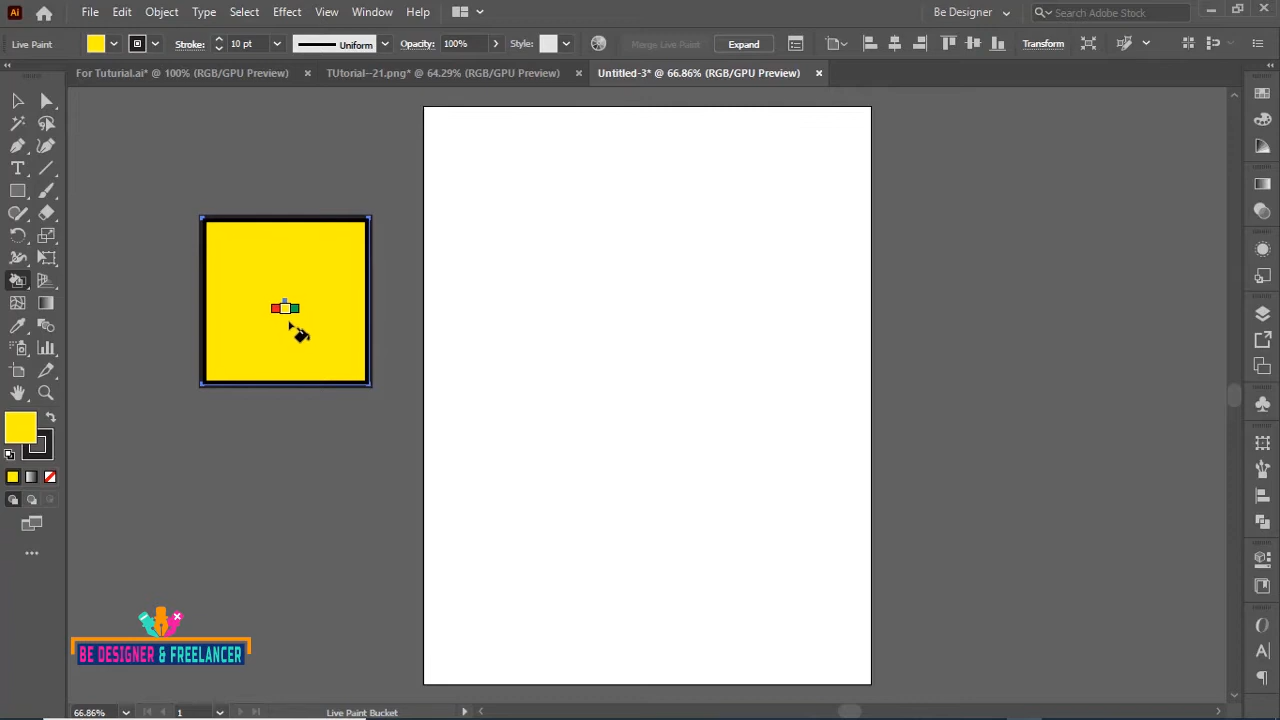 Ai File Edit Object Type Select Effect View Window Help Be Designer Search Adobe Stock
Live Paint Stroke: 10 pt Uniform Opacity: 100% Style: Merge Live Paint Expand Transform
For Tuturial.ai* @ 100% (RGB/GPU Preview) TUtorial--21.png* @ 64.29% (RGB/GPU Preview) Untitled-3* @ 66.86% (RGB/GPU Preview)
BE DESIGNER & FREELANCER
66.86% 1 Live Paint Bucket